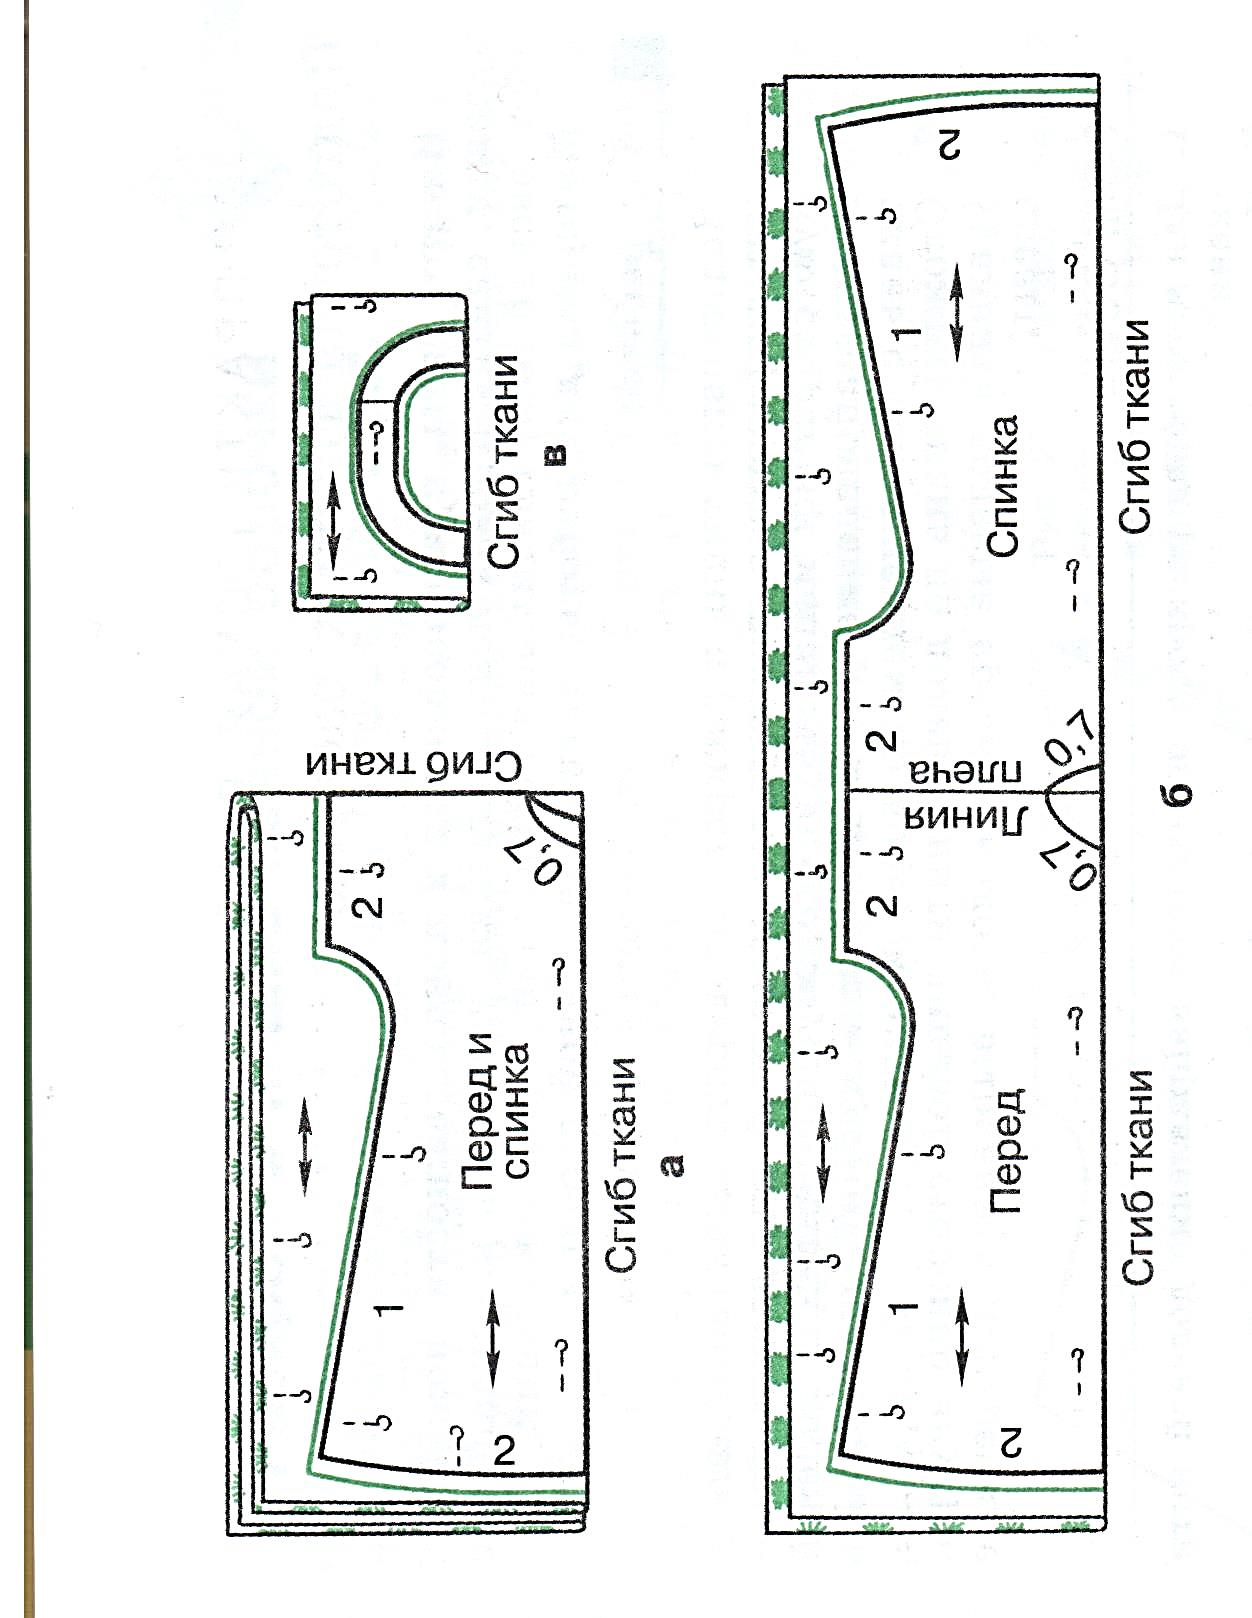 Сгиб ткани
в
Сгиб ткани
0,7
2
1
2
Перед и
спинка
Сгиб ткани
а
2
1
Спинка
Сгиб ткани
2
0,7
Линия
плеча
2
0,7
1
Перед
2
Сгиб ткани
б